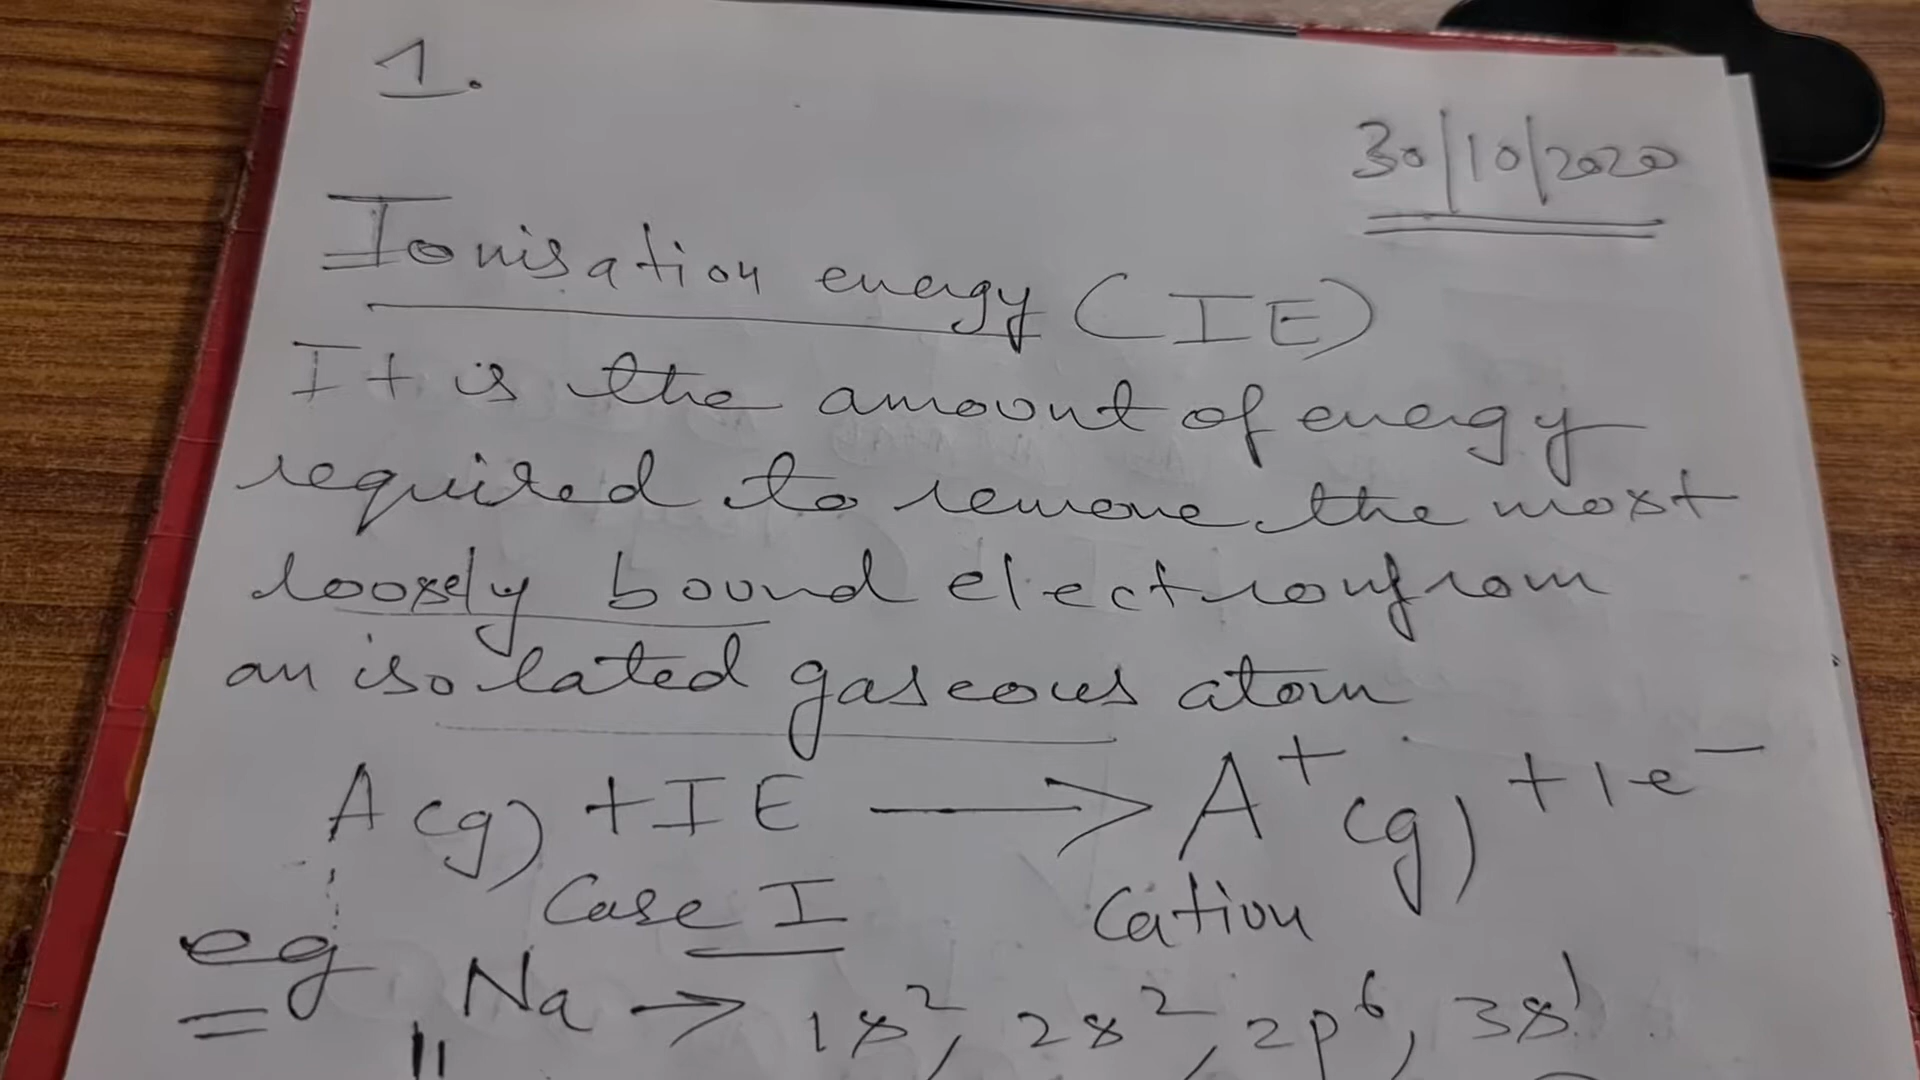 1.
30/10/2020
Ionisation energy (IE)
It is the amount of energy
required to remove the most
loosely bound electron from
an isolated gaseous atom
A(g) + IE ⟶ A⁺(g) + 1e⁻
Case I Cation
eg Na → 1s², 2s², 2p⁶, 3s¹
11